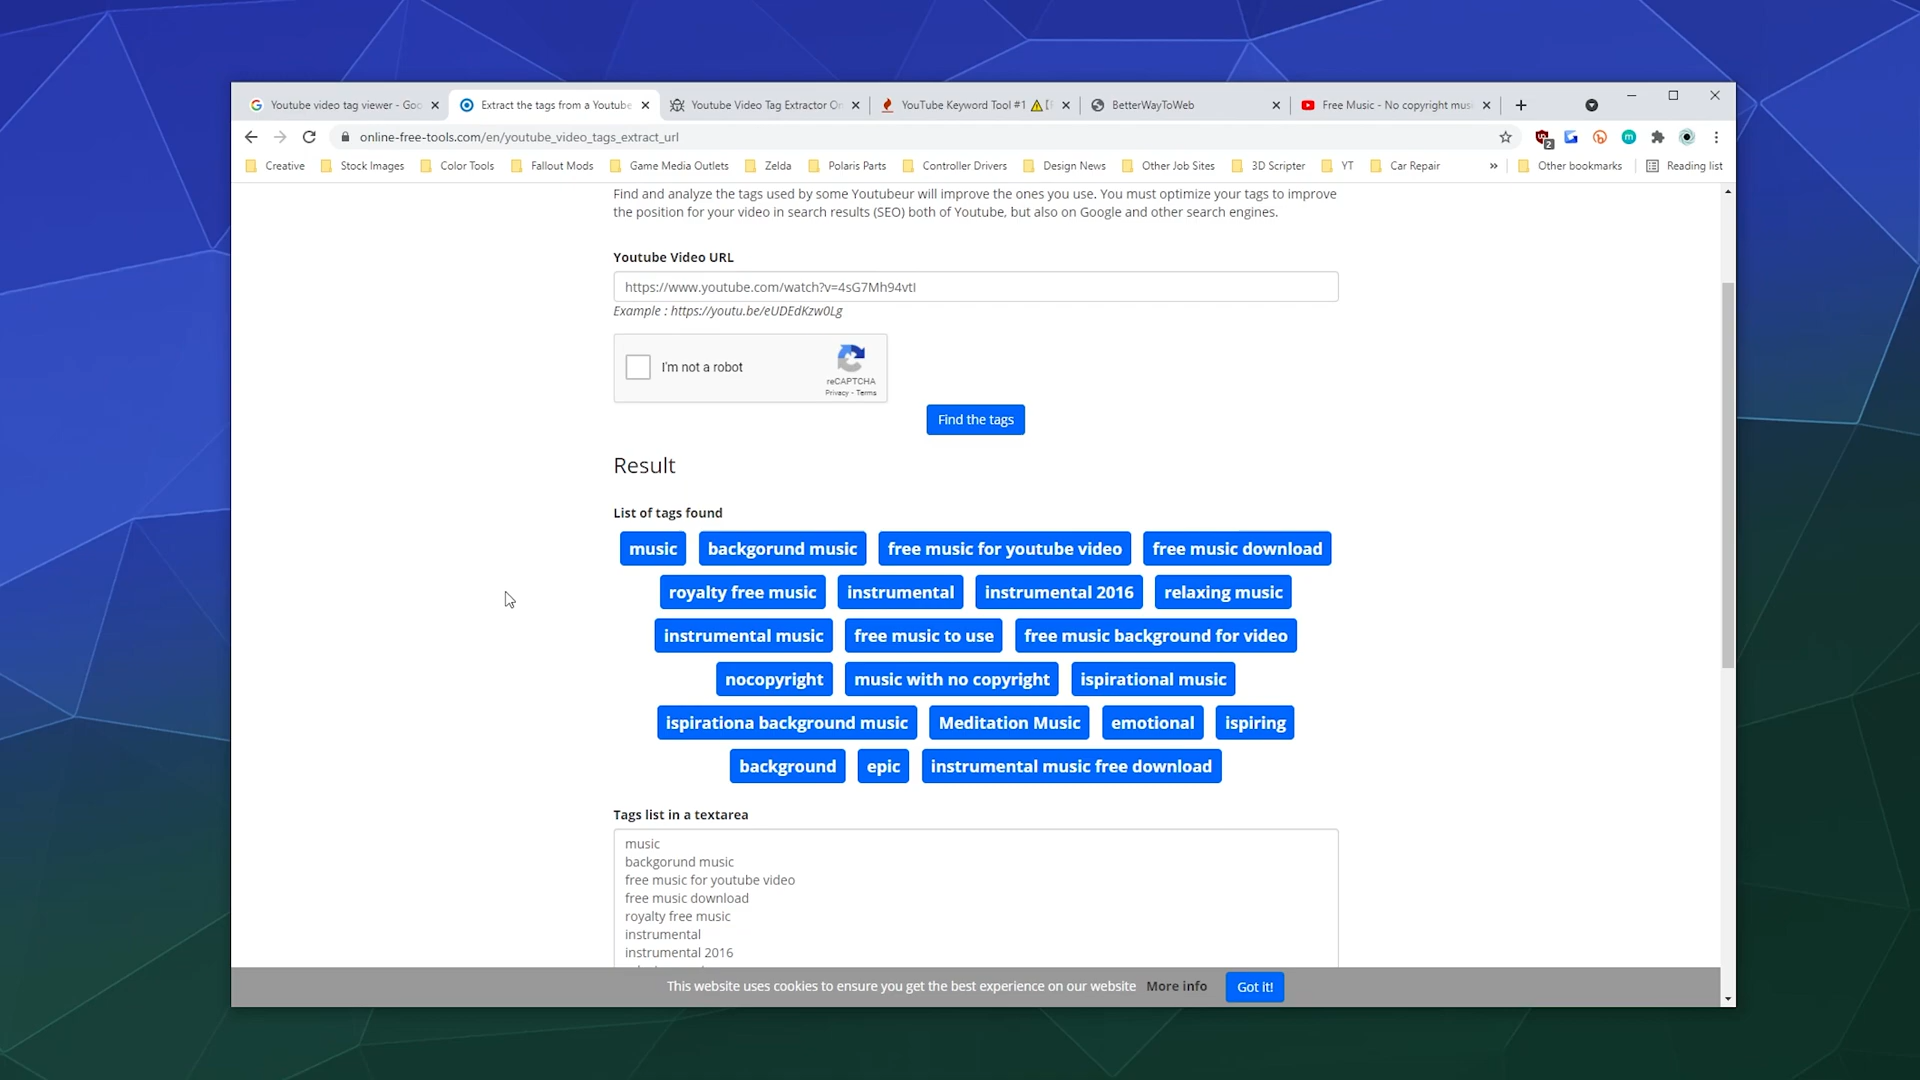 Youtube video tag viewer - Goo
Extract the tags from a Youtube
Youtube Video Tag Extractor On
YouTube Keyword Tool #1
BetterWayToWeb
Free Music - No copyright musi
online-free-tools.com/en/youtube_video_tags_extract_url
2
Creative
Stock Images
Color Tools
Fallout Mods
Game Media Outlets
Zelda
Polaris Parts
Controller Drivers
Design News
Other Job Sites
3D Scripter
YT
Car Repair
»
Other bookmarks
Reading list
Find and analyze the tags used by some Youtubeur will improve the ones you use. You must optimize your tags to improve
the position for your video in search results (SEO) both of Youtube, but also on Google and other search engines.
Youtube Video URL
https://www.youtube.com/watch?v=4sG7Mh94vtI
Example : https://youtu.be/eUDEdKzw0Lg
I'm not a robot
reCAPTCHA
Privacy - Terms
Find the tags
Result
List of tags found
music backgorund music free music for youtube video free music download
royalty free music instrumental instrumental 2016 relaxing music
instrumental music free music to use free music background for video
nocopyright music with no copyright ispirational music
ispirationa background music Meditation Music emotional ispiring
background epic instrumental music free download
Tags list in a textarea
music
backgorund music
free music for youtube video
free music download
royalty free music
instrumental
instrumental 2016
This website uses cookies to ensure you get the best experience on our website More info Got it!